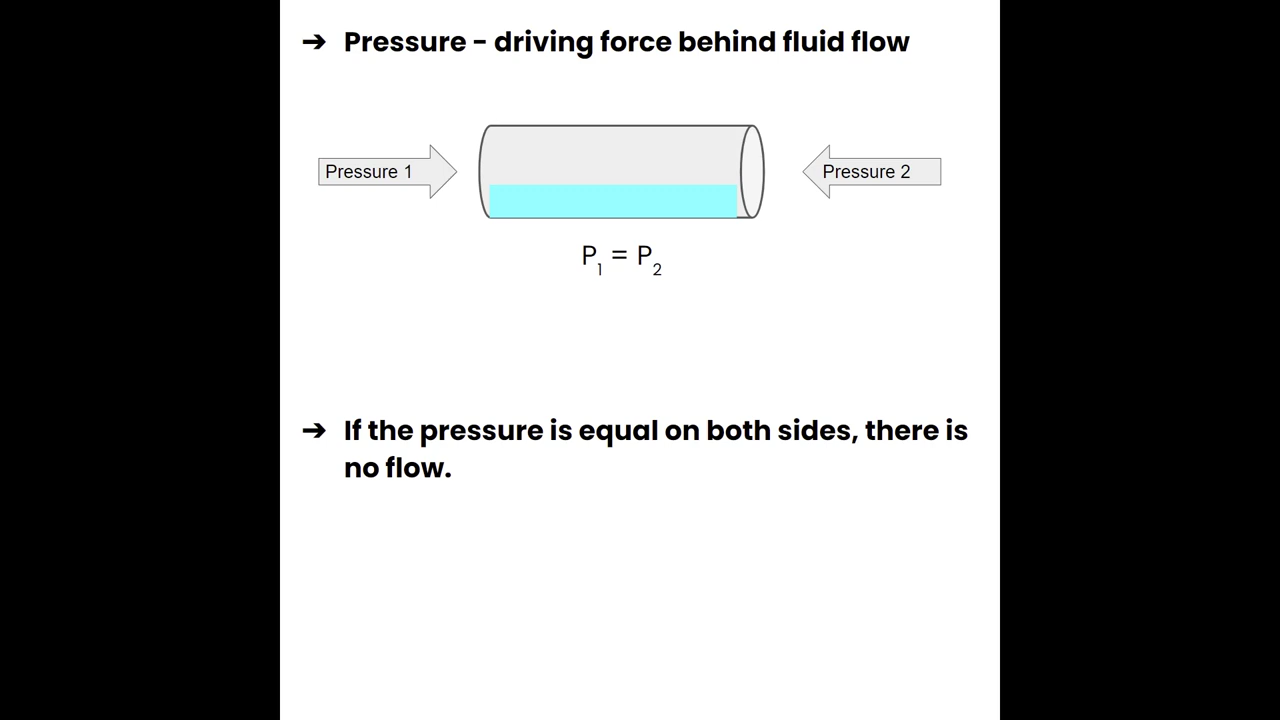 ➔ Pressure - driving force behind fluid flow
Pressure 1
Pressure 2
P₁ = P₂
➔ If the pressure is equal on both sides, there is
no flow.